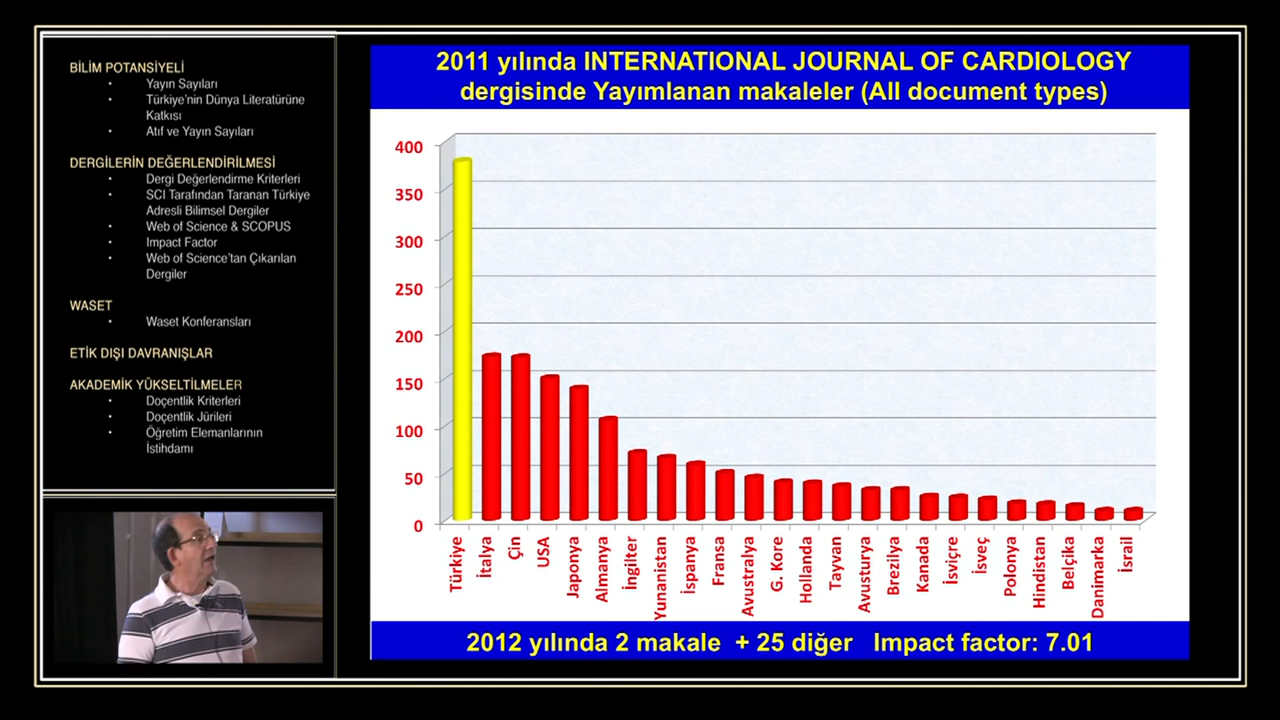 BİLİM POTANSİYELİ
• Yayın Sayıları
• Türkiye'nin Dünya Literatürüne
Katkısı
• Atıf ve Yayın Sayıları
DERGİLERİN DEĞERLENDİRİLMESİ
• Dergi Değerlendirme Kriterleri
• SCI Tarafından Taranan Türkiye
Adresli Bilimsel Dergiler
• Web of Science & SCOPUS
• Impact Factor
• Web of Science'tan Çıkarılan
Dergiler
WASET
• Waset Konferansları
ETİK DIŞI DAVRANIŞLAR
AKADEMİK YÜKSELTİLMELER
• Doçentlik Kriterleri
• Doçentlik Jürileri
• Öğretim Elemanlarının
İstihdamı
2011 yılında INTERNATIONAL JOURNAL OF CARDIOLOGY
dergisinde Yayımlanan makaleler (All document types)
400
350
300
250
200
150
100
50
0
Türkiye
İtalya
Çin
USA
Japonya
Almanya
İngilter
Yunanistan
İspanya
Fransa
Avustralya
G. Kore
Hollanda
Tayvan
Avusturya
Brezilya
Kanada
İsviçre
İsveç
Polonya
Hindistan
Belçika
Danimarka
İsrail
2012 yılında 2 makale + 25 diğer Impact factor: 7.01